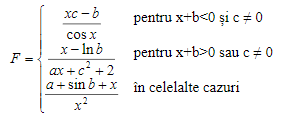 F = { (xc − b) / cos x pentru x+b<0 și c ≠ 0
(x − ln b) / (ax + c² + 2) pentru x+b>0 sau c ≠ 0
(a + sin b + x) / x² în celelalte cazuri